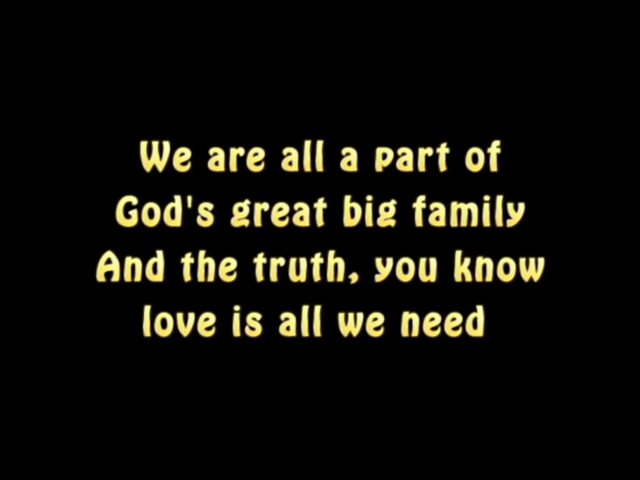 We are all a part of
God's great big family
And the truth, you know
love is all we need